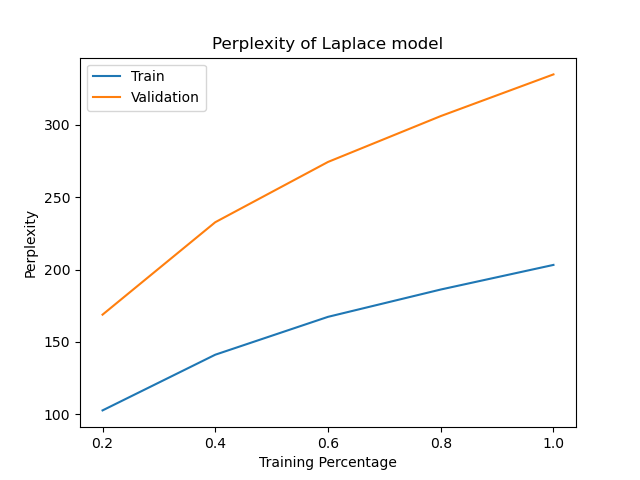 Perplexity of Laplace model
Train
Validation
300
250
200
150
100
Perplexity
0.2 0.4 0.6 0.8 1.0
Training Percentage